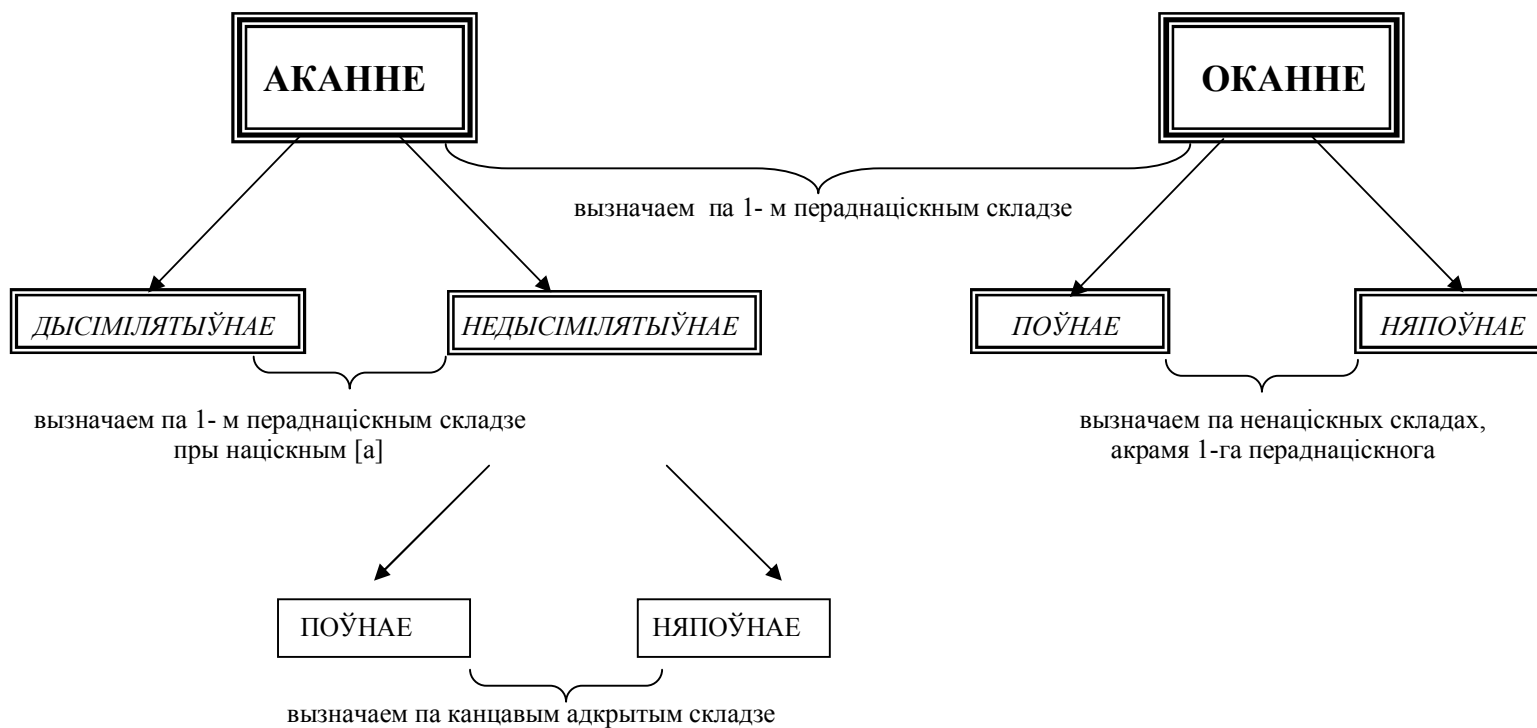 АКАННЕ
ОКАННЕ
вызначаем па 1- м пераднаціскным складзе
ДЫСІМІЛЯТЫЎНАЕ
НЕДЫСІМІЛЯТЫЎНАЕ
ПОЎНАЕ
НЯПОЎНАЕ
вызначаем па 1- м пераднаціскным складзе
пры націскным [а]
вызначаем па ненаціскных складах,
акрамя 1-га пераднаціскнога
ПОЎНАЕ
НЯПОЎНАЕ
вызначаем па канцавым адкрытым складзе